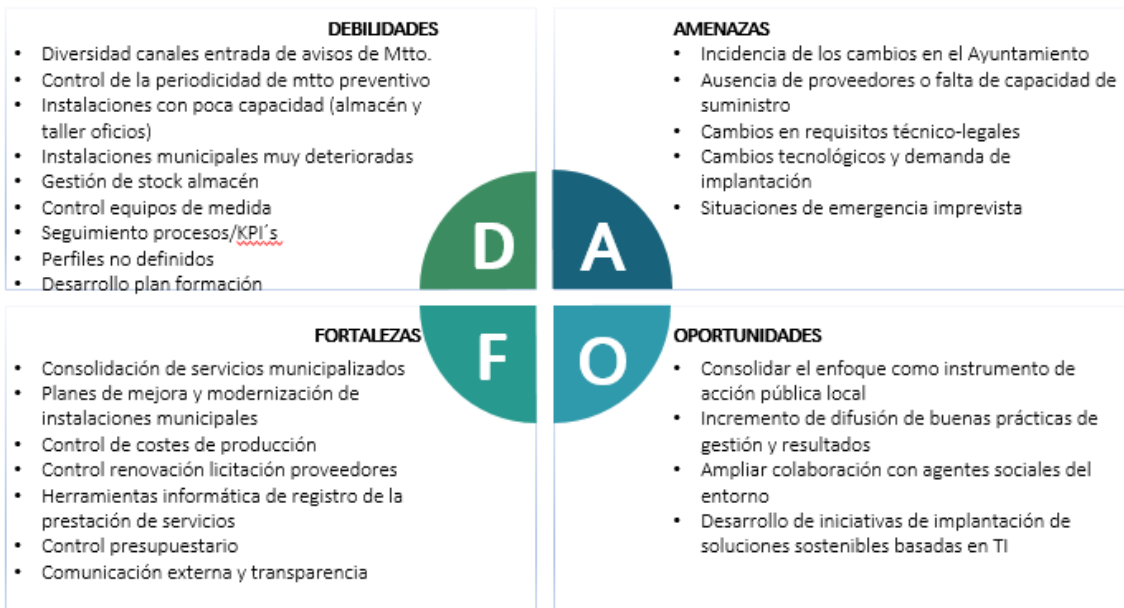 DEBILIDADES
• Diversidad canales entrada de avisos de Mtto.
• Control de la periodicidad de mtto preventivo
• Instalaciones con poca capacidad (almacén y
taller oficios)
• Instalaciones municipales muy deterioradas
• Gestión de stock almacén
• Control equipos de medida
• Seguimiento procesos/KPI´s
• Perfiles no definidos
• Desarrollo plan formación
AMENAZAS
• Incidencia de los cambios en el Ayuntamiento
• Ausencia de proveedores o falta de capacidad de
suministro
• Cambios en requisitos técnico-legales
• Cambios tecnológicos y demanda de
implantación
• Situaciones de emergencia imprevista
D
A
F
O
FORTALEZAS
• Consolidación de servicios municipalizados
• Planes de mejora y modernización de
instalaciones municipales
• Control de costes de producción
• Control renovación licitación proveedores
• Herramientas informática de registro de la
prestación de servicios
• Control presupuestario
• Comunicación externa y transparencia
OPORTUNIDADES
• Consolidar el enfoque como instrumento de
acción pública local
• Incremento de difusión de buenas prácticas de
gestión y resultados
• Ampliar colaboración con agentes sociales del
entorno
• Desarrollo de iniciativas de implantación de
soluciones sostenibles basadas en TI